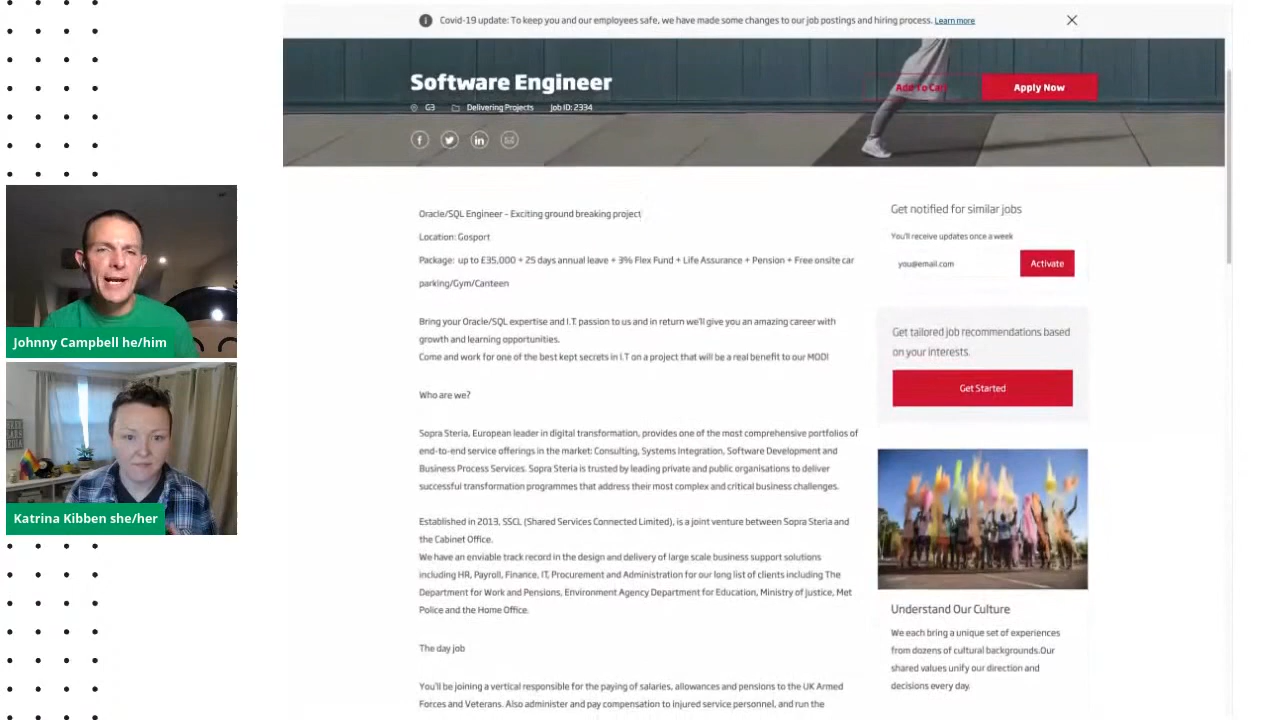 Covid-19 update: To keep you and our employees safe, we have made some changes to our job postings and hiring process. Learn more
Software Engineer
Add To Cart
Apply Now
G3 Delivering Projects Job ID: 2334
Oracle/SQL Engineer - Exciting ground breaking project
Location: Gosport
Package: up to £35,000 + 25 days annual leave + 3% Flex Fund + Life Assurance + Pension + Free onsite car
parking/Gym/Canteen
Bring your Oracle/SQL expertise and I.T. passion to us and in return we'll give you an amazing career with
growth and learning opportunities.
Come and work for one of the best kept secrets in I.T on a project that will be a real benefit to our MOD!
Who are we?
Sopra Steria, European leader in digital transformation, provides one of the most comprehensive portfolios of
end-to-end service offerings in the market: Consulting, Systems Integration, Software Development and
Business Process Services. Sopra Steria is trusted by leading private and public organisations to deliver
successful transformation programmes that address their most complex and critical business challenges.
Established in 2013, SSCL (Shared Services Connected Limited), is a joint venture between Sopra Steria and
the Cabinet Office.
We have an enviable track record in the design and delivery of large scale business support solutions
including HR, Payroll, Finance, IT, Procurement and Administration for our long list of clients including The
Department for Work and Pensions, Environment Agency Department for Education, Ministry of Justice, Met
Police and the Home Office.
The day job
You'll be joining a vertical responsible for the paying of salaries, allowances and pensions to the UK Armed
Forces and Veterans. Also administer and pay compensation to injured service personnel, and run the
Get notified for similar jobs
You'll receive updates once a week
you@email.com
Activate
Get tailored job recommendations based
on your interests.
Get Started
Understand Our Culture
We each bring a unique set of experiences
from dozens of cultural backgrounds.Our
shared values unify our direction and
decisions every day.
Johnny Campbell he/him
Katrina Kibben she/her